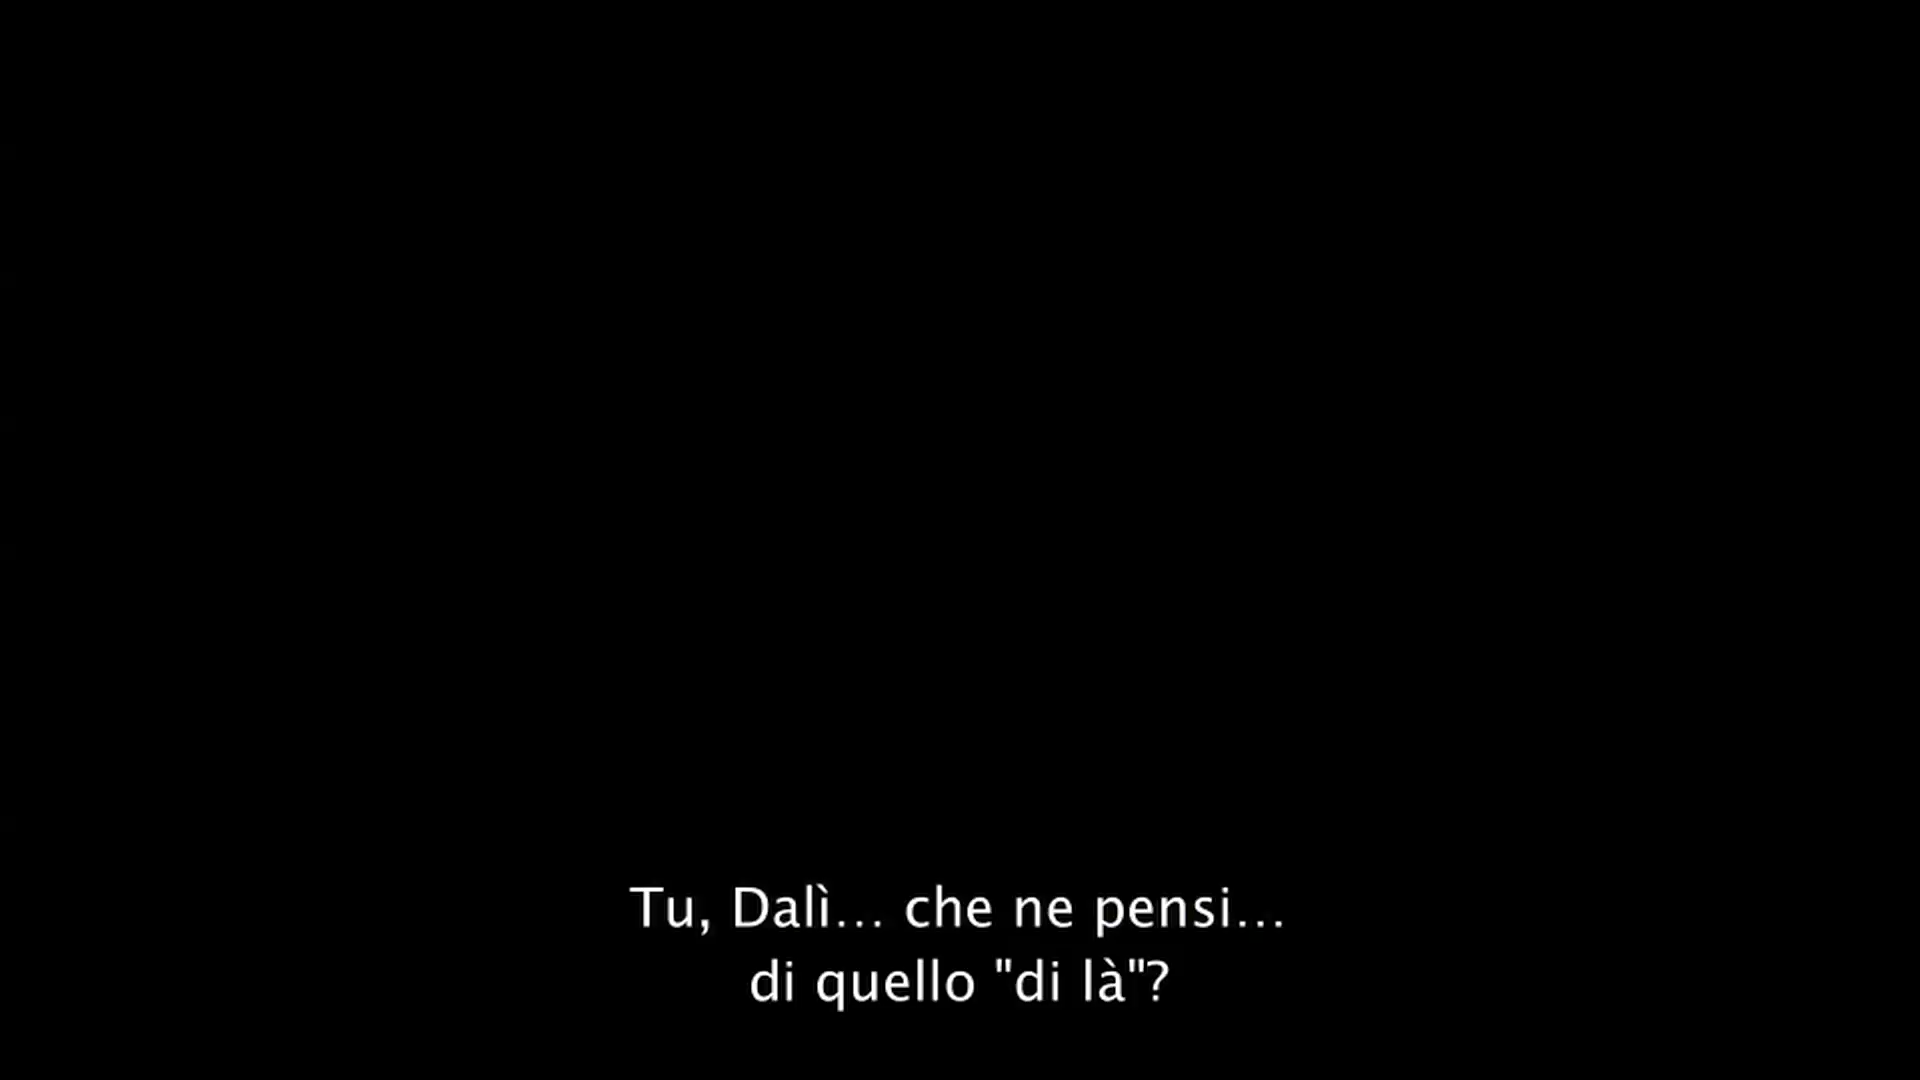 Tu, Dalì... che ne pensi...
di quello "di là"?